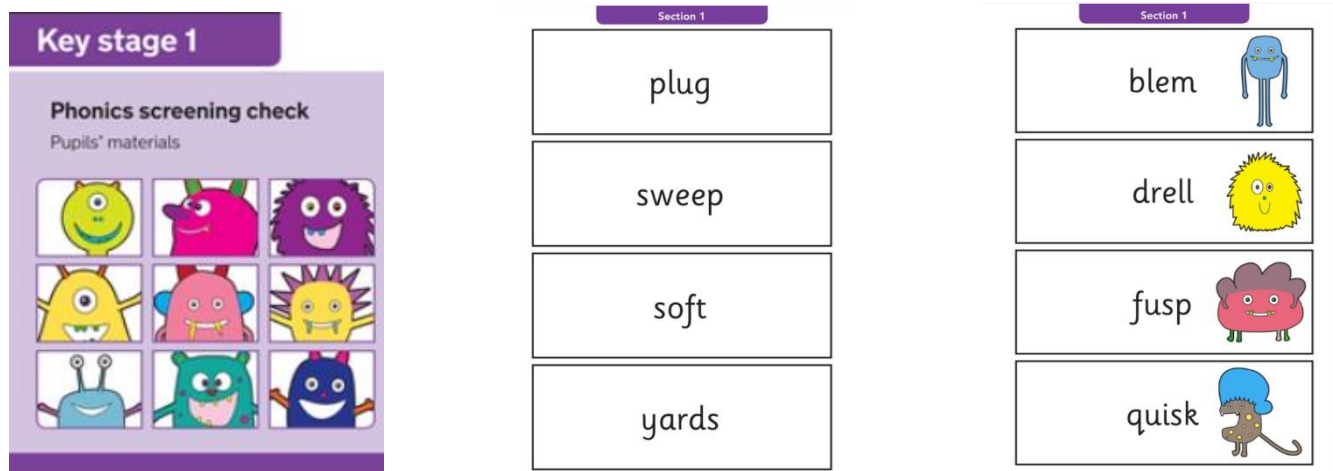 Key stage 1
Phonics screening check
Pupils' materials
Section 1
plug
sweep
soft
yards
Section 1
blem
drell
fusp
quisk